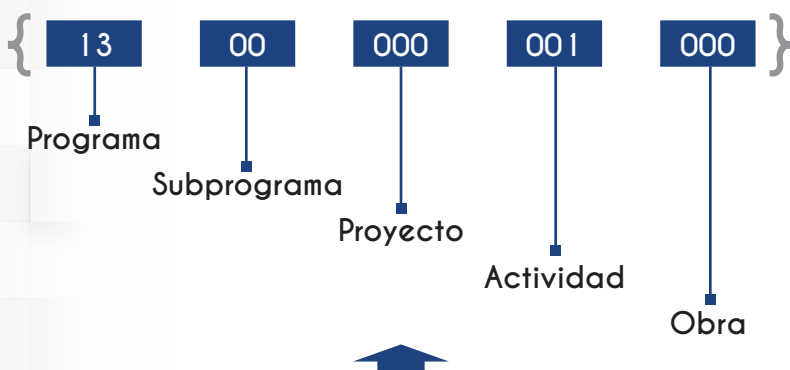 { 13 00 000 001 000 }
Programa
Subprograma
Proyecto
Actividad
Obra